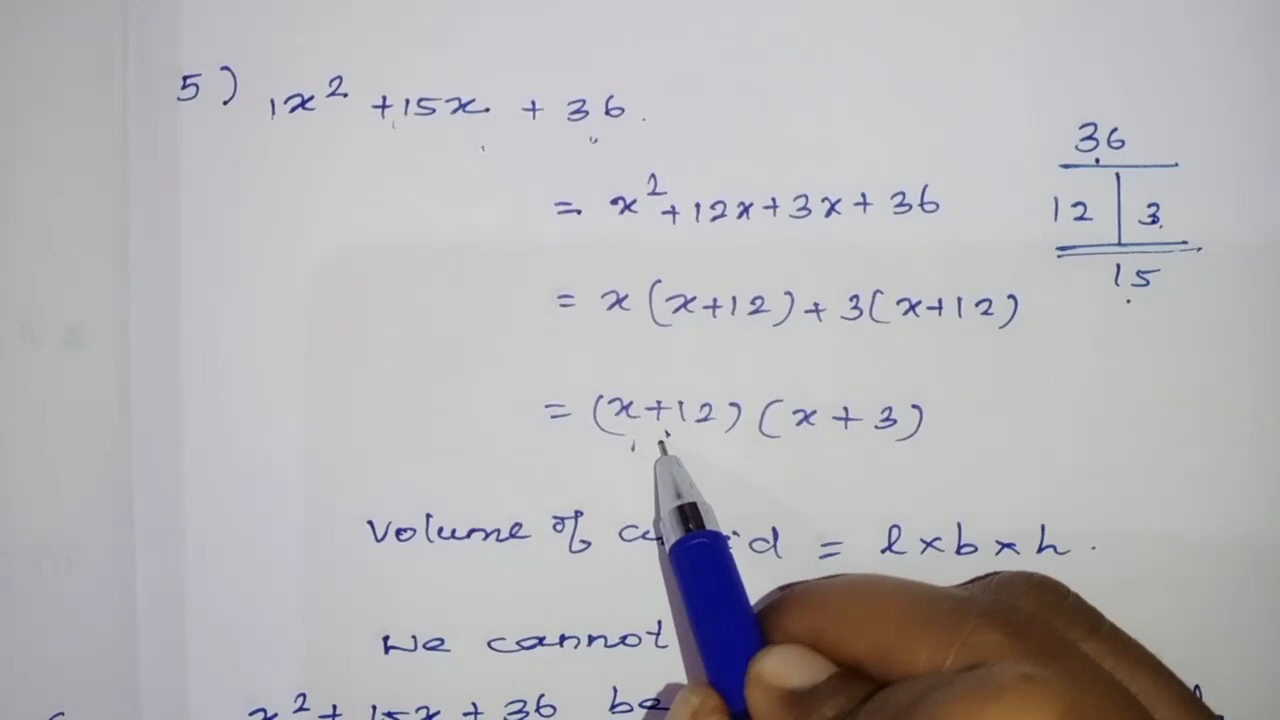 5) 1x² + 15x + 36.
36
12 | 3
15
= x² + 12x + 3x + 36
= x(x+12) + 3(x+12)
= (x+12)(x+3)
Volume of = l × b × h.
We cannot
x² + 15x + 36 be